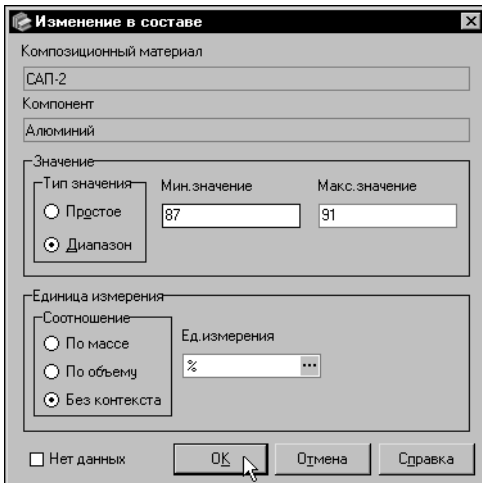 Изменение в составе
Композиционный материал
САП-2
Компонент
Алюминий
Значение
Тип значения
Мин.значение
Макс.значение
Простое
87
91
Диапазон
Единица измерения
Соотношение
По массе
Ед.измерения
По объему
%
...
Без контекста
Нет данных
OK
Отмена
Справка